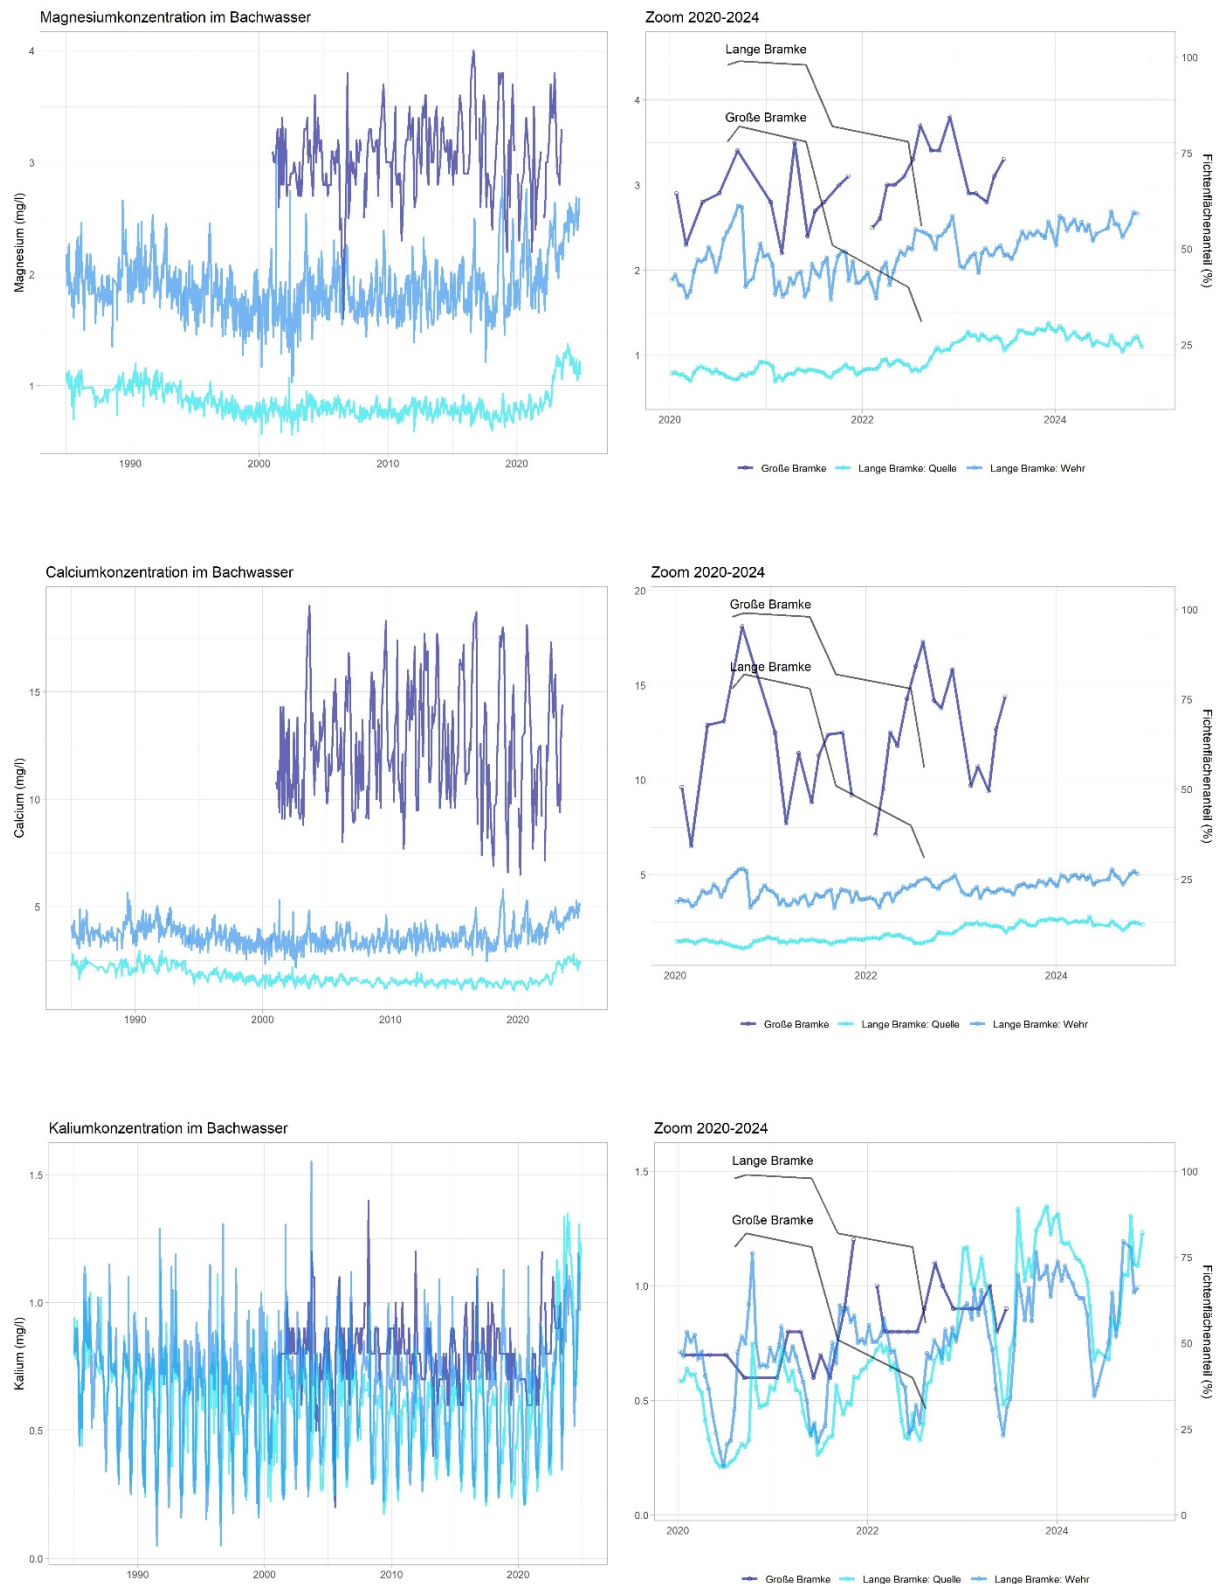 Magnesiumkonzentration im Bachwasser
Zoom 2020-2024
Magnesium (mg/l)
4
3
2
1
1990
2000
2010
2020
Lange Bramke
Große Bramke
4
3
2
1
100
75
50
25
Fichtenflächenanteil (%)
2020
2022
2024
Große Bramke Lange Bramke: Quelle Lange Bramke: Wehr
Calciumkonzentration im Bachwasser
Zoom 2020-2024
Calcium (mg/l)
15
10
5
1990
2000
2010
2020
Große Bramke
Lange Bramke
20
15
10
5
100
75
50
25
Fichtenflächenanteil (%)
2020
2022
2024
Große Bramke Lange Bramke: Quelle Lange Bramke: Wehr
Kaliumkonzentration im Bachwasser
Zoom 2020-2024
Kalium (mg/l)
1.5
1.0
0.5
0.0
1990
2000
2010
2020
Lange Bramke
Große Bramke
1.5
1.0
0.5
0.0
100
75
50
25
0
Fichtenflächenanteil (%)
2020
2022
2024
Große Bramke Lange Bramke: Quelle Lange Bramke: Wehr